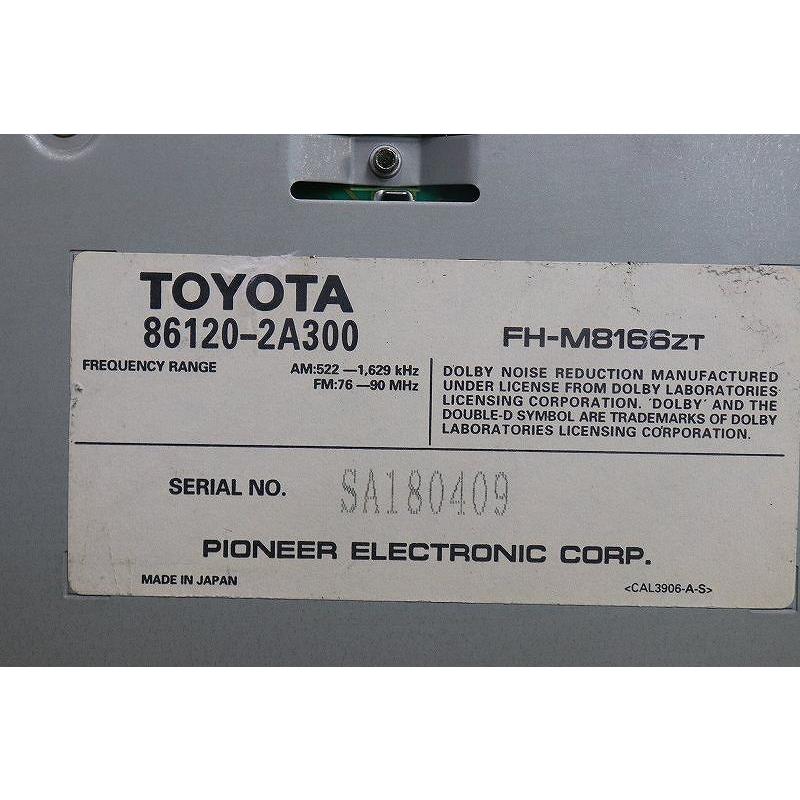 TOYOTA
86120-2A300
FH-M8166ZT
FREQUENCY RANGE AM:522 —1,629 kHz
FM:76 —90 MHz
DOLBY NOISE REDUCTION MANUFACTURED
UNDER LICENSE FROM DOLBY LABORATORIES
LICENSING CORPORATION. 'DOLBY' AND THE
DOUBLE-D SYMBOL ARE TRADEMARKS OF DOLBY
LABORATORIES LICENSING CORPORATION.
SERIAL NO. SA180409
PIONEER ELECTRONIC CORP.
MADE IN JAPAN
<CAL3906-A-S>